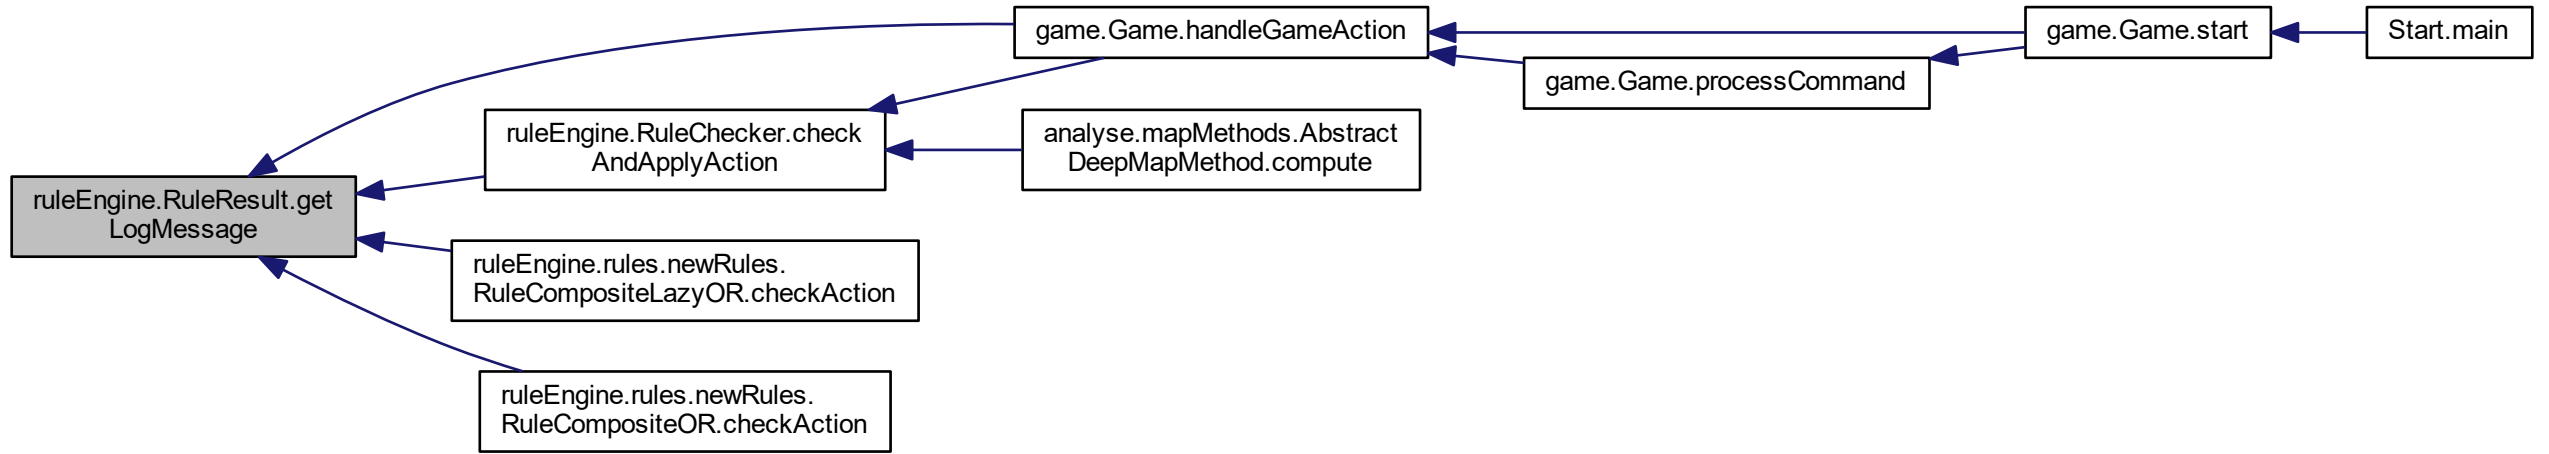 ruleEngine.RuleResult.get
LogMessage
game.Game.handleGameAction
ruleEngine.RuleChecker.check
AndApplyAction
ruleEngine.rules.newRules.
RuleCompositeLazyOR.checkAction
ruleEngine.rules.newRules.
RuleCompositeOR.checkAction
analyse.mapMethods.Abstract
DeepMapMethod.compute
game.Game.processCommand
game.Game.start
Start.main